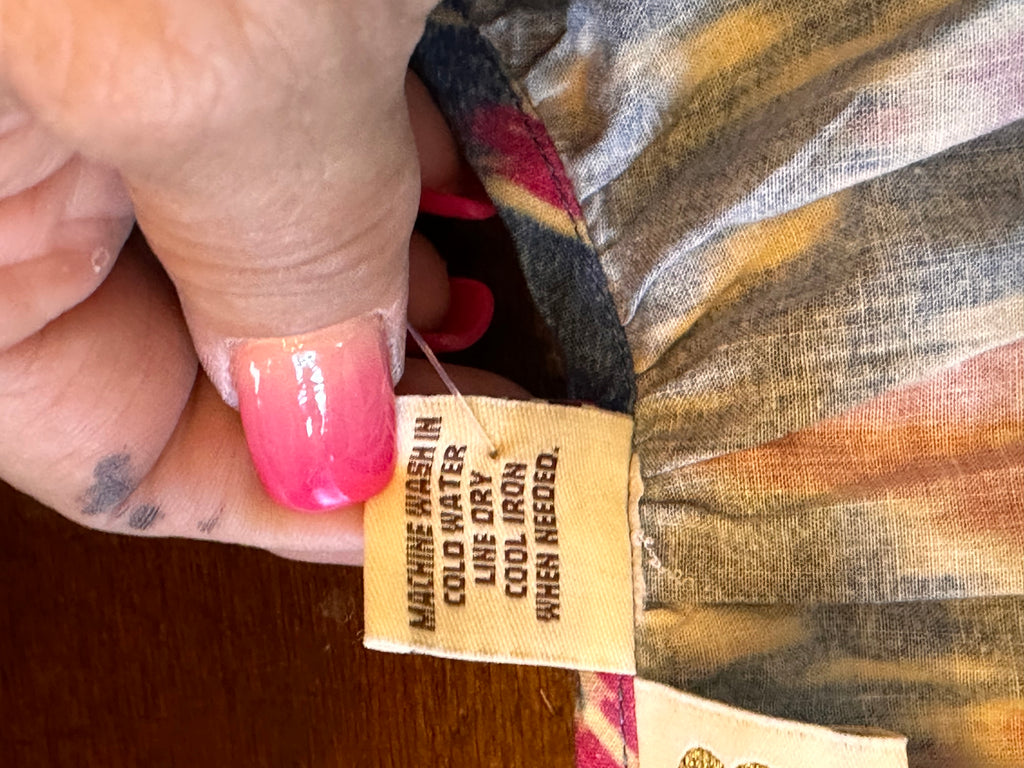 MACHINE WASH IN
COLD WATER
LINE DRY
COOL IRON
WHEN NEEDED.